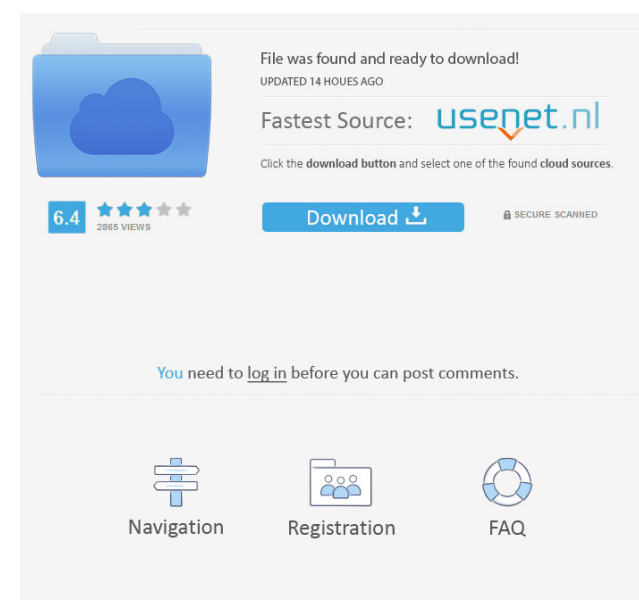 File was found and ready to download!
UPDATED 14 HOUES AGO
Fastest Source: usenet.nl
Click the download button and select one of the found cloud sources.
6.4
2865 VIEWS
Download
SECURE SCANNED
You need to log in before you can post comments.
Navigation
Registration
FAQ